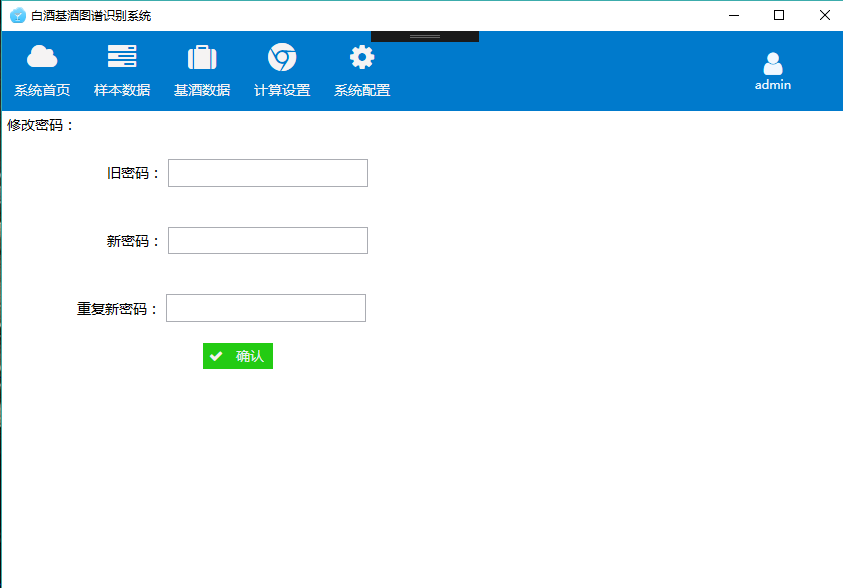 白酒基酒图谱识别系统
系统首页 样本数据 基酒数据 计算设置 系统配置 admin
修改密码：
旧密码：
新密码：
重复新密码：
确认